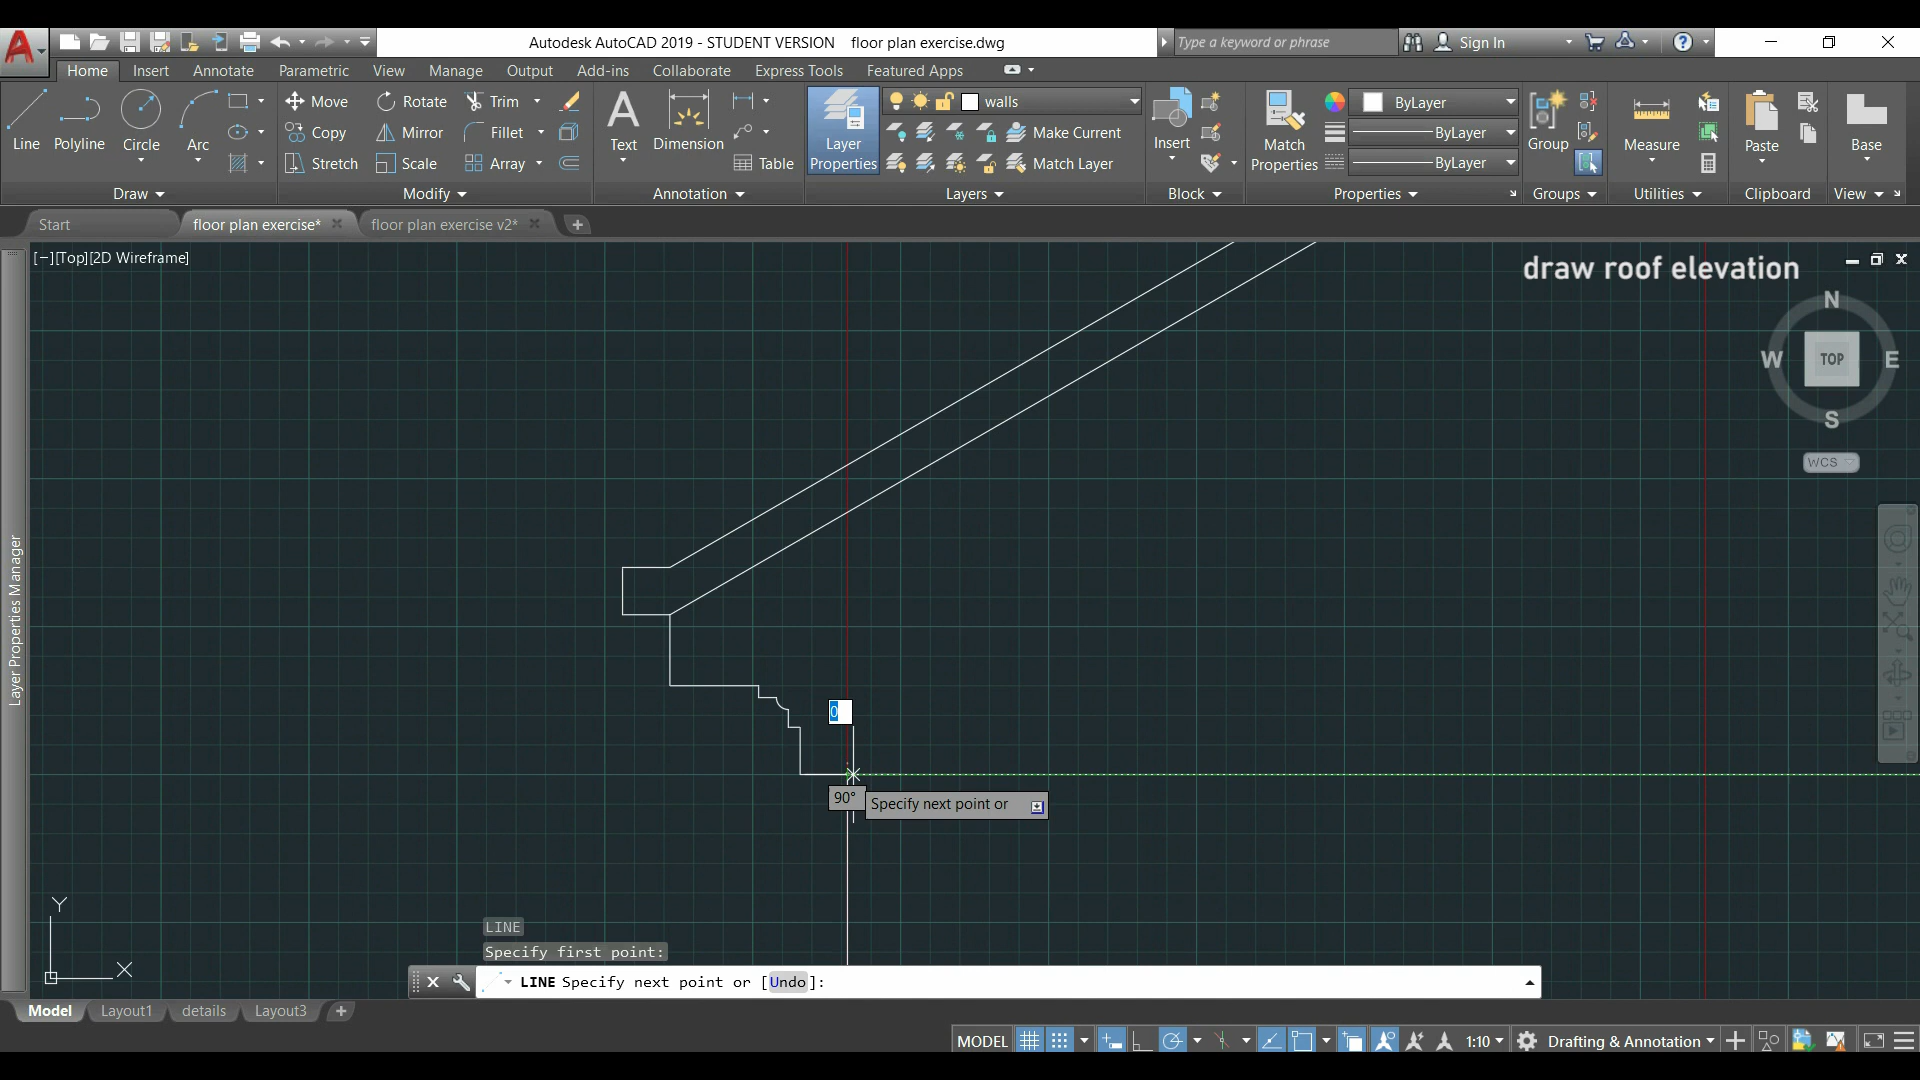 Autodesk AutoCAD 2019 - STUDENT VERSION floor plan exercise.dwg
Type a keyword or phrase
Sign In
Home Insert Annotate Parametric View Manage Output Add-ins Collaborate Express Tools Featured Apps
Line Polyline Circle Arc
Move Rotate Trim
Copy Mirror Fillet
Stretch Scale Array
Text Dimension Table
Layer Properties
walls
Make Current
Match Layer
Insert
Match Properties
ByLayer
ByLayer
ByLayer
Group Measure Paste Base
Draw Modify Annotation Layers Block Properties Groups Utilities Clipboard View
Start floor plan exercise* floor plan exercise v2*
[−][Top][2D Wireframe]
draw roof elevation
N
W TOP E
S
WCS
Layer Properties Manager
0
90°
Specify next point or
Y
X
LINE
Specify first point:
LINE Specify next point or [Undo]:
Model Layout1 details Layout3
MODEL 1:10 Drafting & Annotation